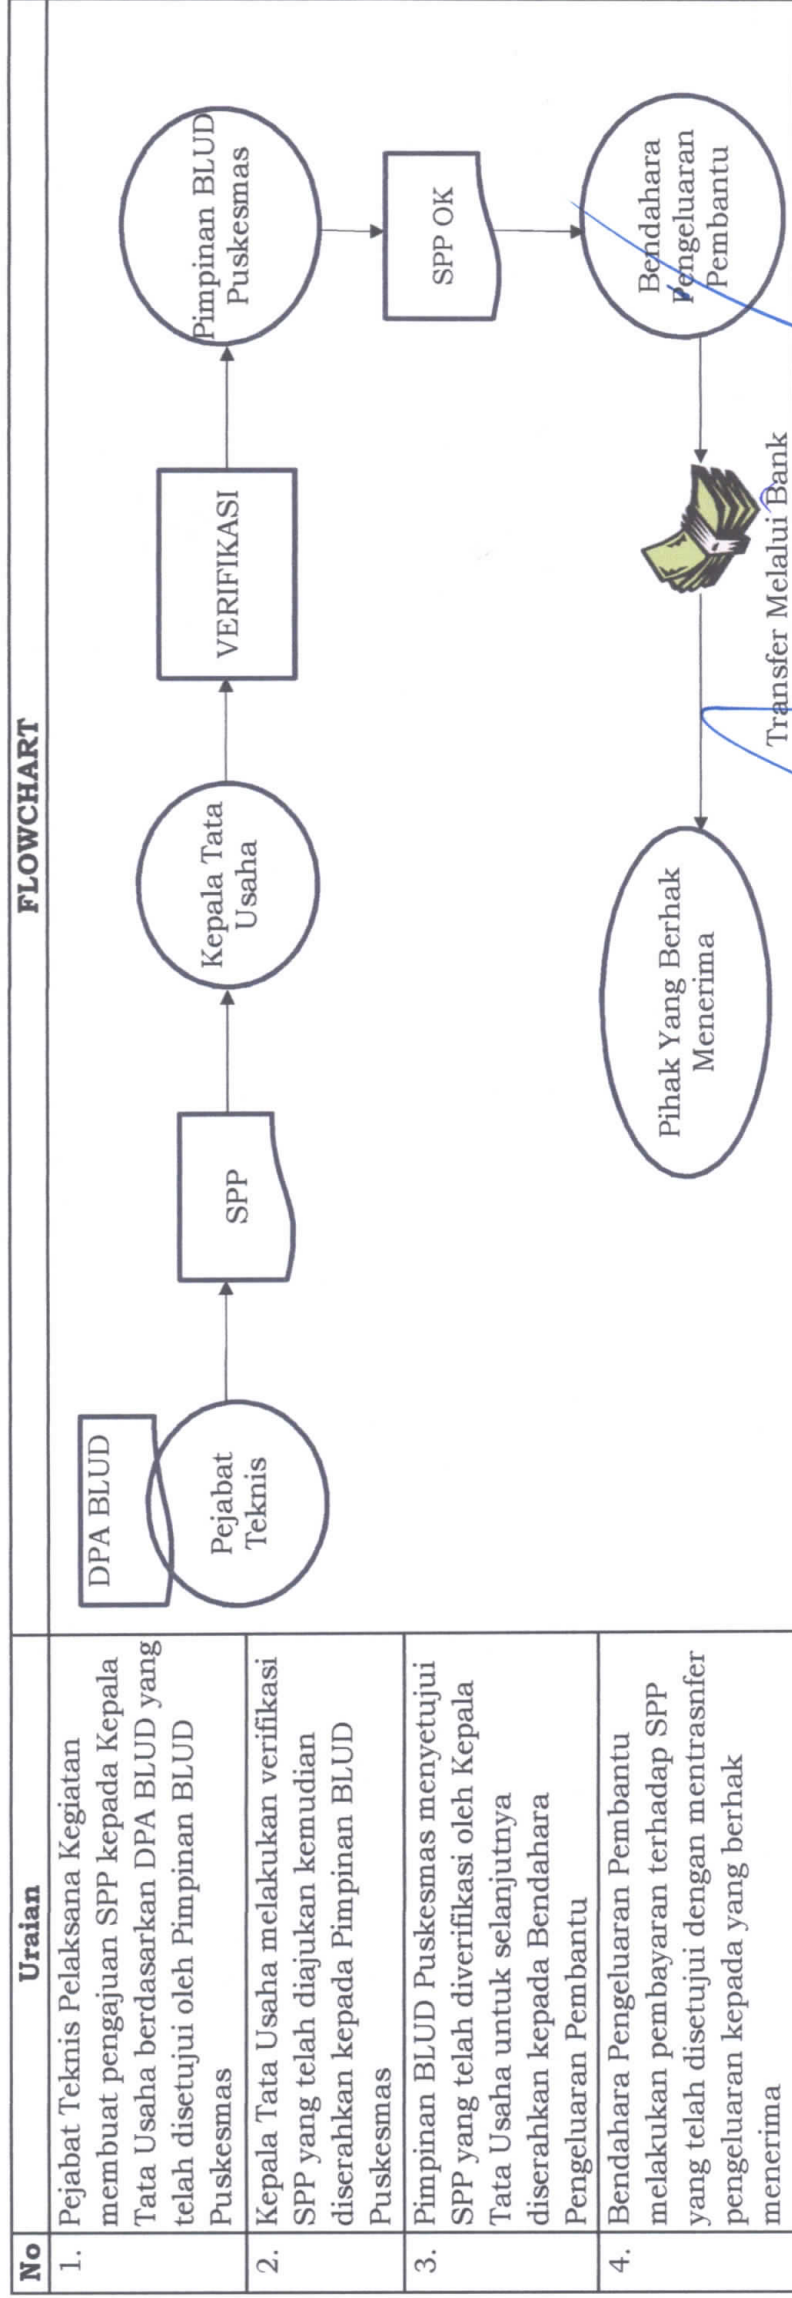 No
Uraian
FLOWCHART
1.
Pejabat Teknis Pelaksana Kegiatan
membuat pengajuan SPP kepada Kepala
Tata Usaha berdasarkan DPA BLUD yang
telah disetujui oleh Pimpinan BLUD
Puskesmas
2.
Kepala Tata Usaha melakukan verifikasi
SPP yang telah diajukan kemudian
diserahkan kepada Pimpinan BLUD
Puskesmas
3.
Pimpinan BLUD Puskesmas menyetujui
SPP yang telah diverifikasi oleh Kepala
Tata Usaha untuk selanjutnya
diserahkan kepada Bendahara
Pengeluaran Pembantu
4.
Bendahara Pengeluaran Pembantu
melakukan pembayaran terhadap SPP
yang telah disetujui dengan mentrasnfer
pengeluaran kepada yang berhak
menerima
DPA BLUD
Pejabat
Teknis
SPP
Kepala Tata
Usaha
VERIFIKASI
Pimpinan BLUD
Puskesmas
SPP OK
Bendahara
Pengeluaran
Pembantu
Transfer Melalui Bank
Pihak Yang Berhak
Menerima